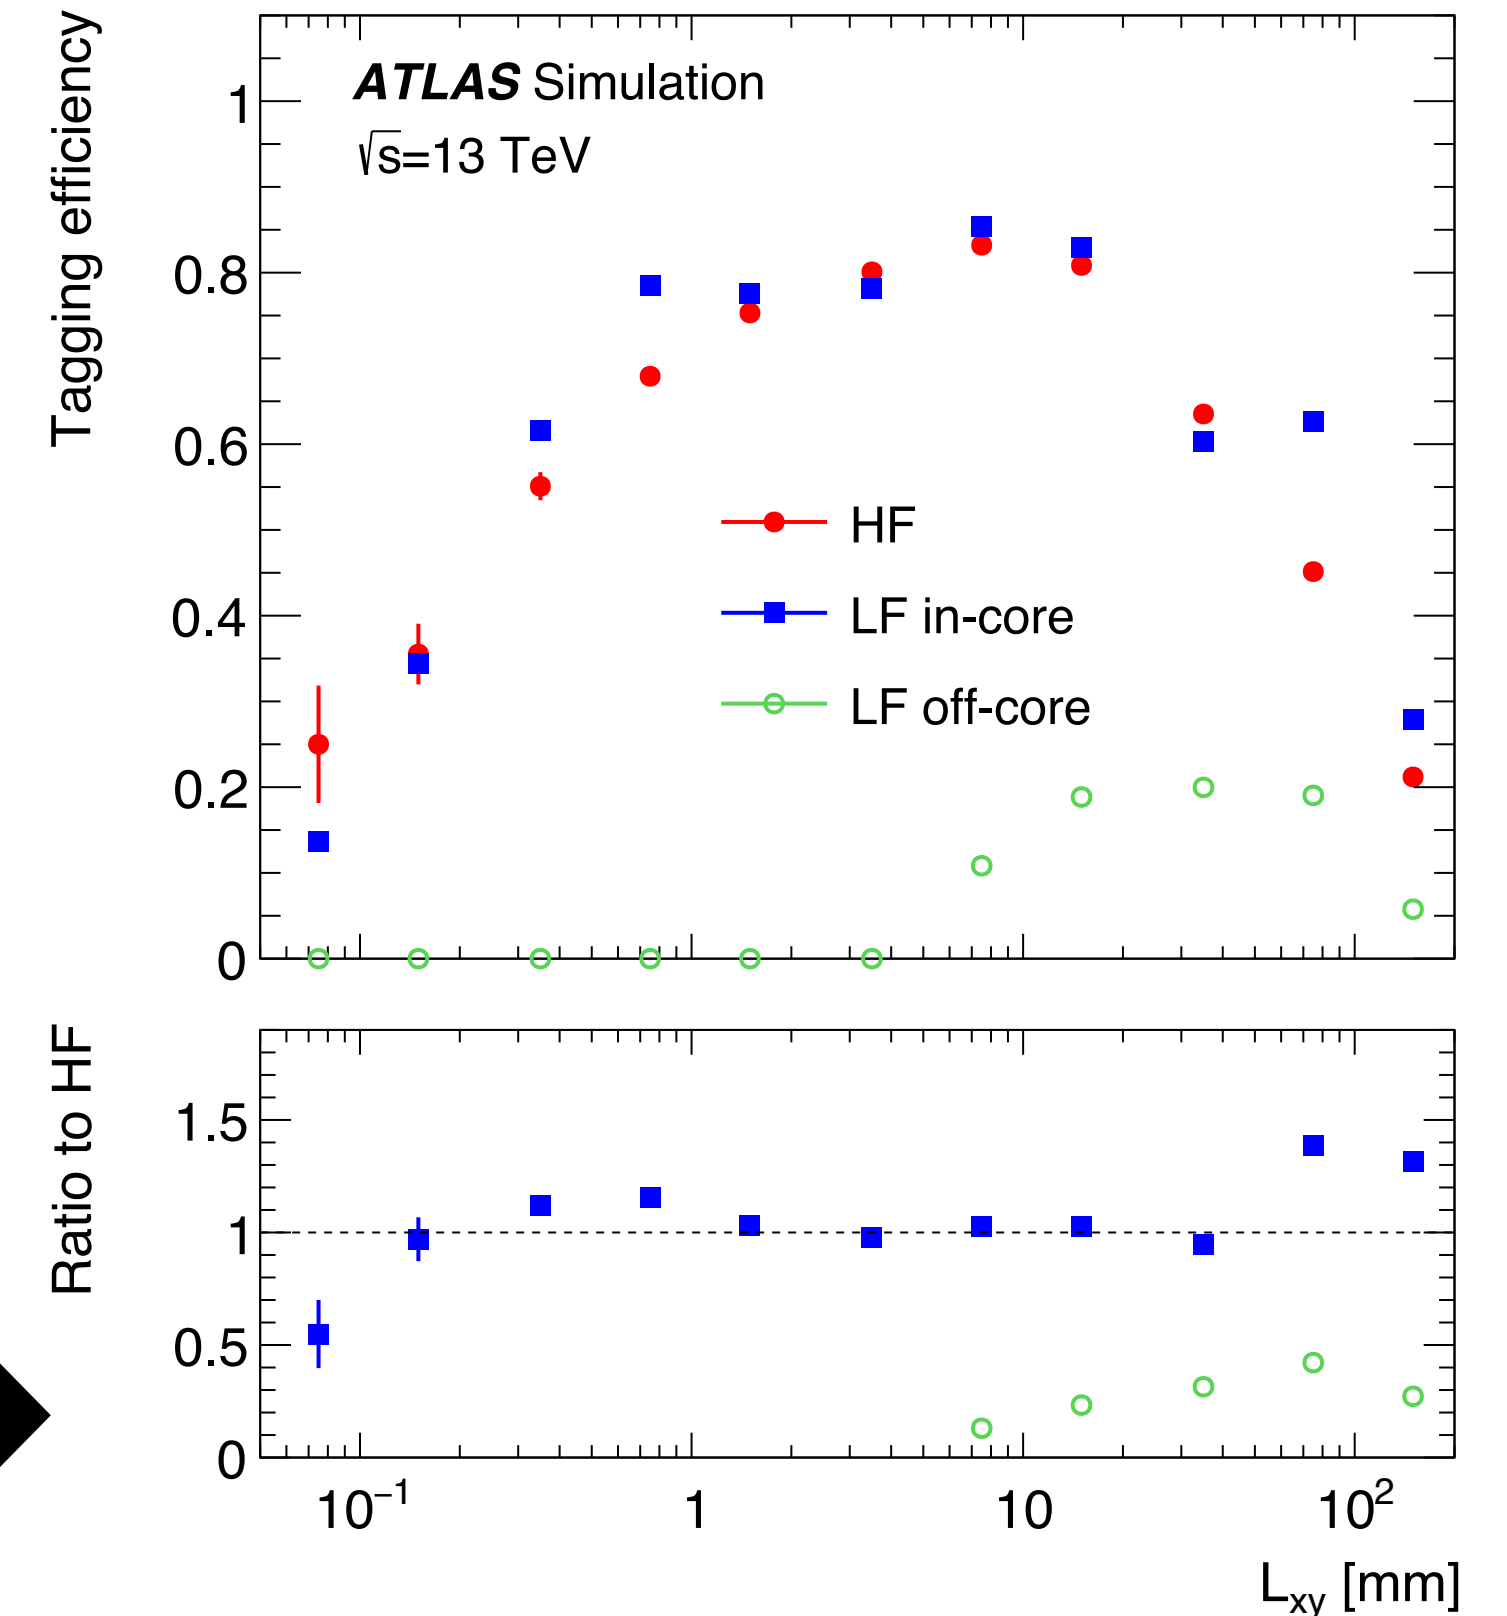 Tagging efficiency
ATLAS Simulation
√s=13 TeV
1
0.8
0.6
0.4
0.2
0
HF
LF in-core
LF off-core
Ratio to HF
1.5
1
0.5
0
10⁻¹ 1 10 10²
Lxy [mm]